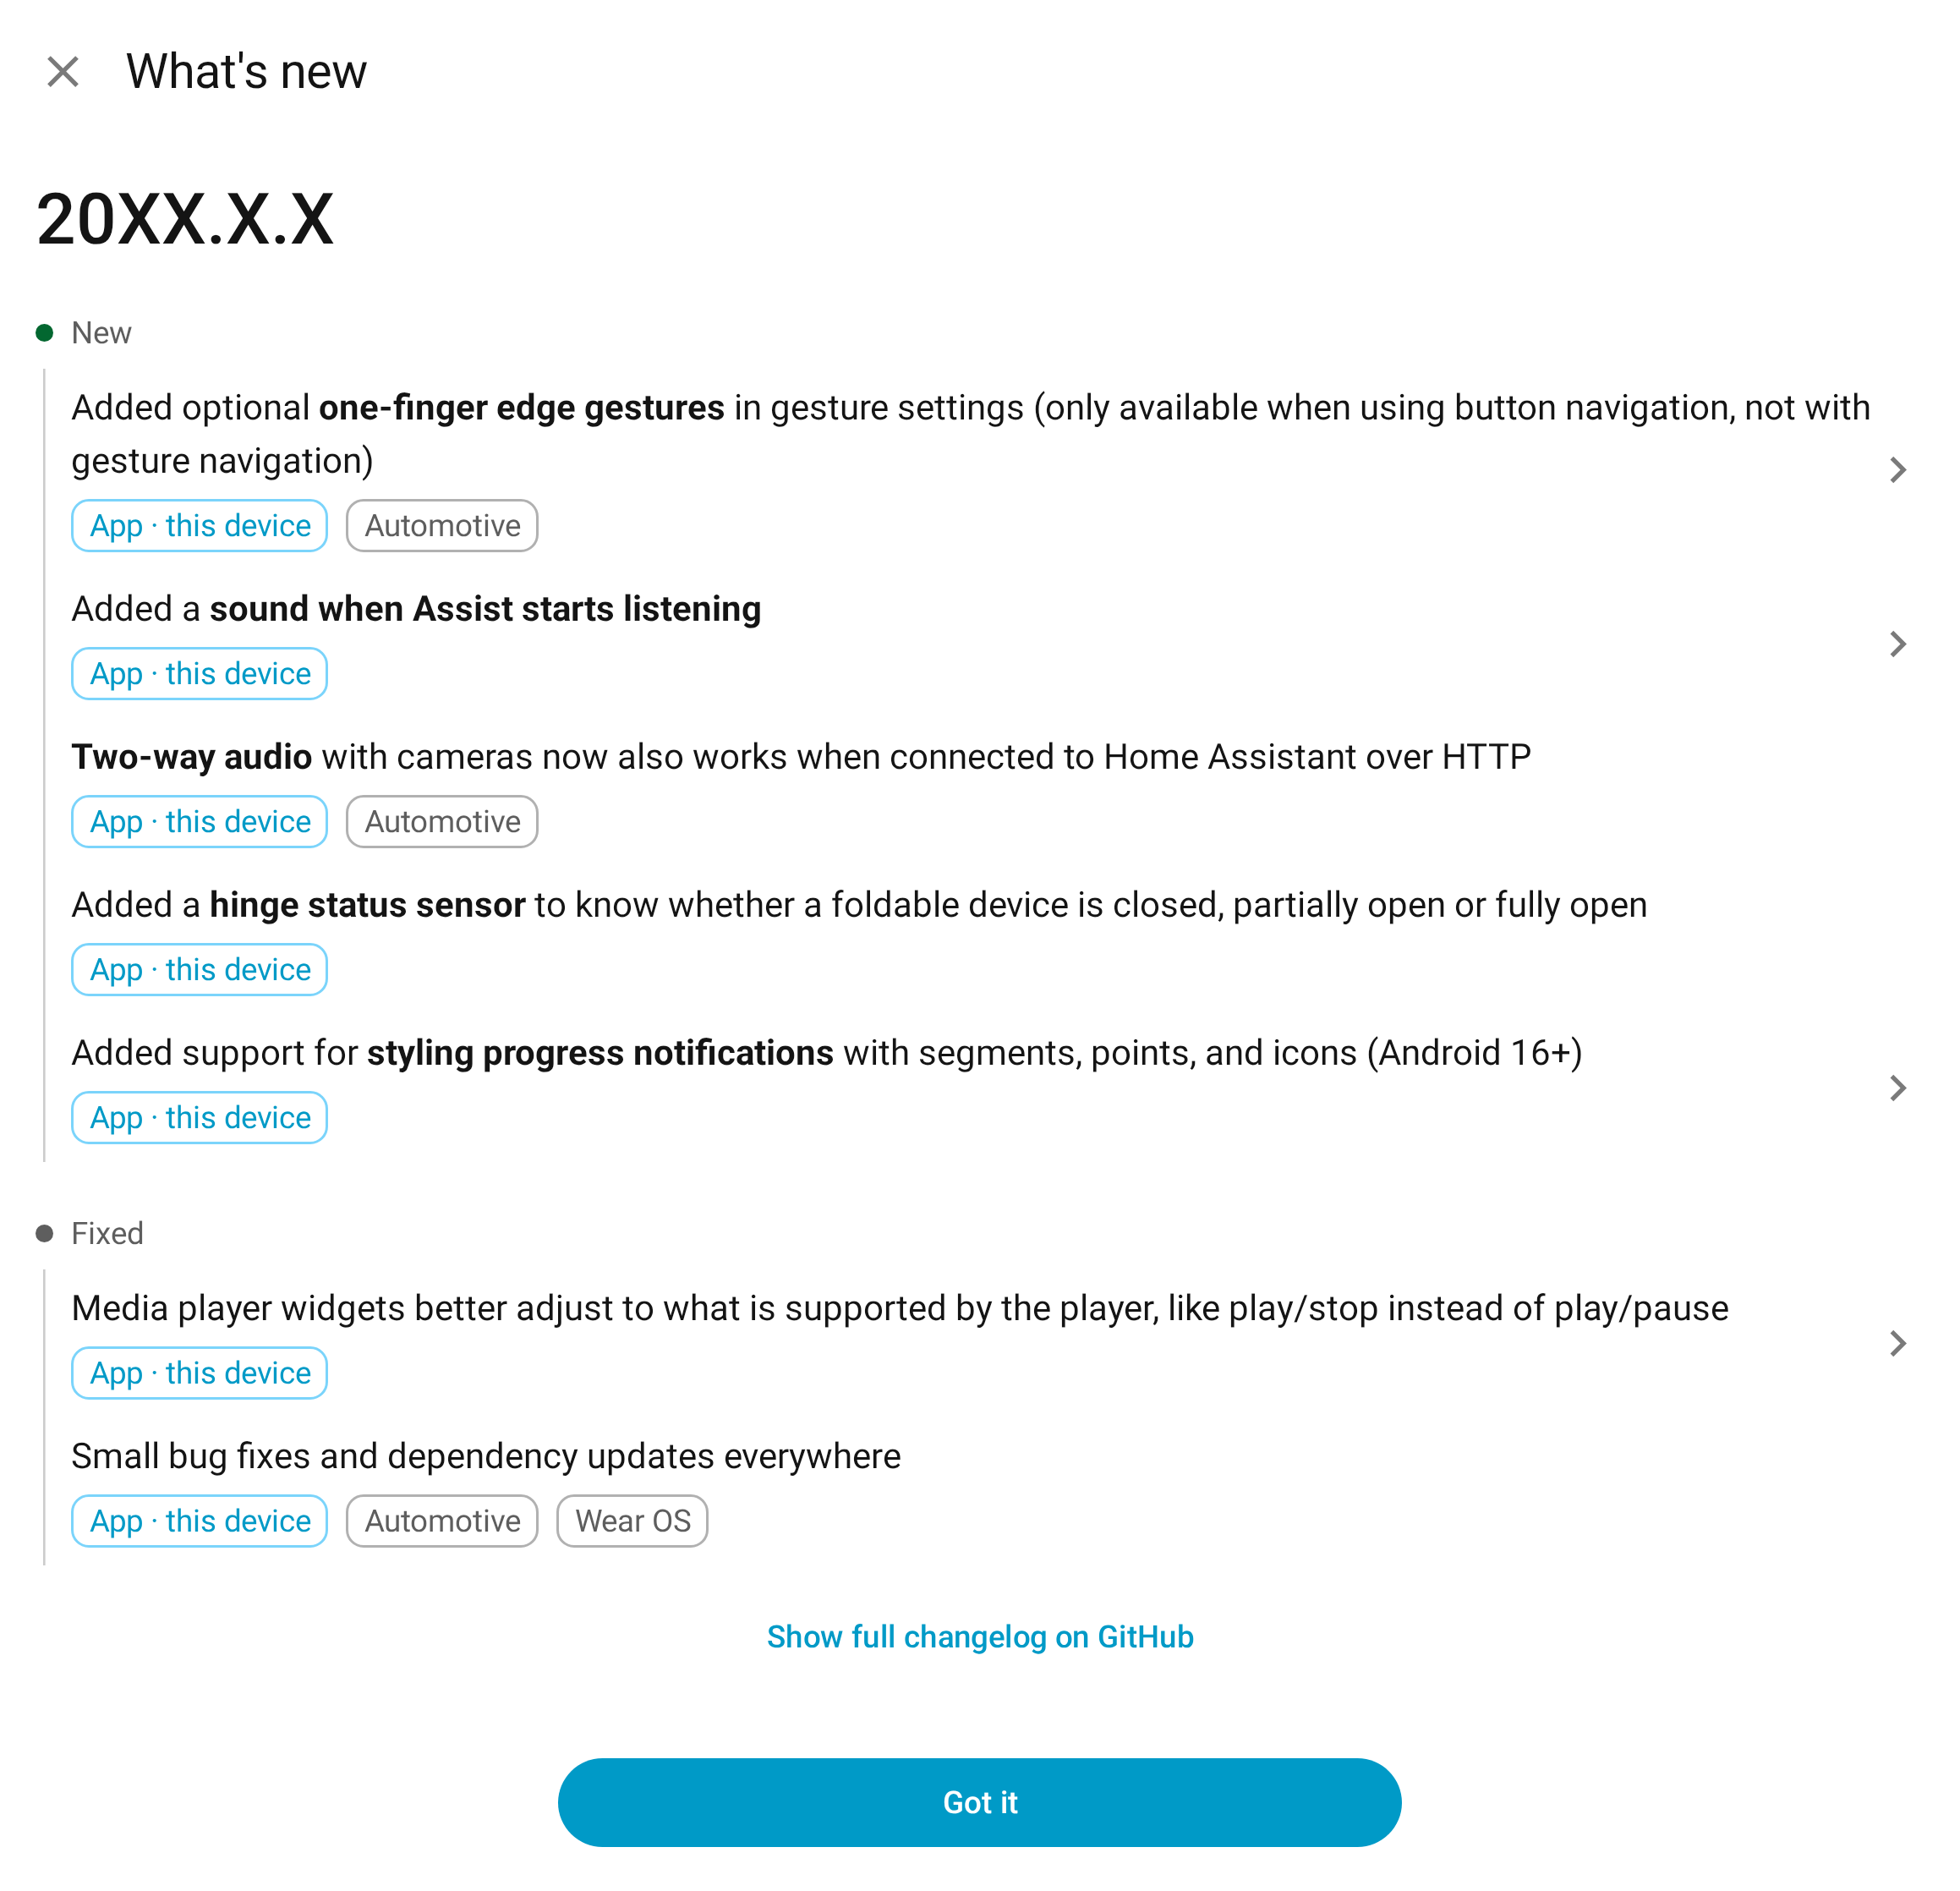 What's new
20XX.X.X
New
Added optional one-finger edge gestures in gesture settings (only available when using button navigation, not with
gesture navigation)
App · this device Automotive
Added a sound when Assist starts listening
App · this device
Two-way audio with cameras now also works when connected to Home Assistant over HTTP
App · this device Automotive
Added a hinge status sensor to know whether a foldable device is closed, partially open or fully open
App · this device
Added support for styling progress notifications with segments, points, and icons (Android 16+)
App · this device
Fixed
Media player widgets better adjust to what is supported by the player, like play/stop instead of play/pause
App · this device
Small bug fixes and dependency updates everywhere
App · this device Automotive Wear OS
Show full changelog on GitHub
Got it